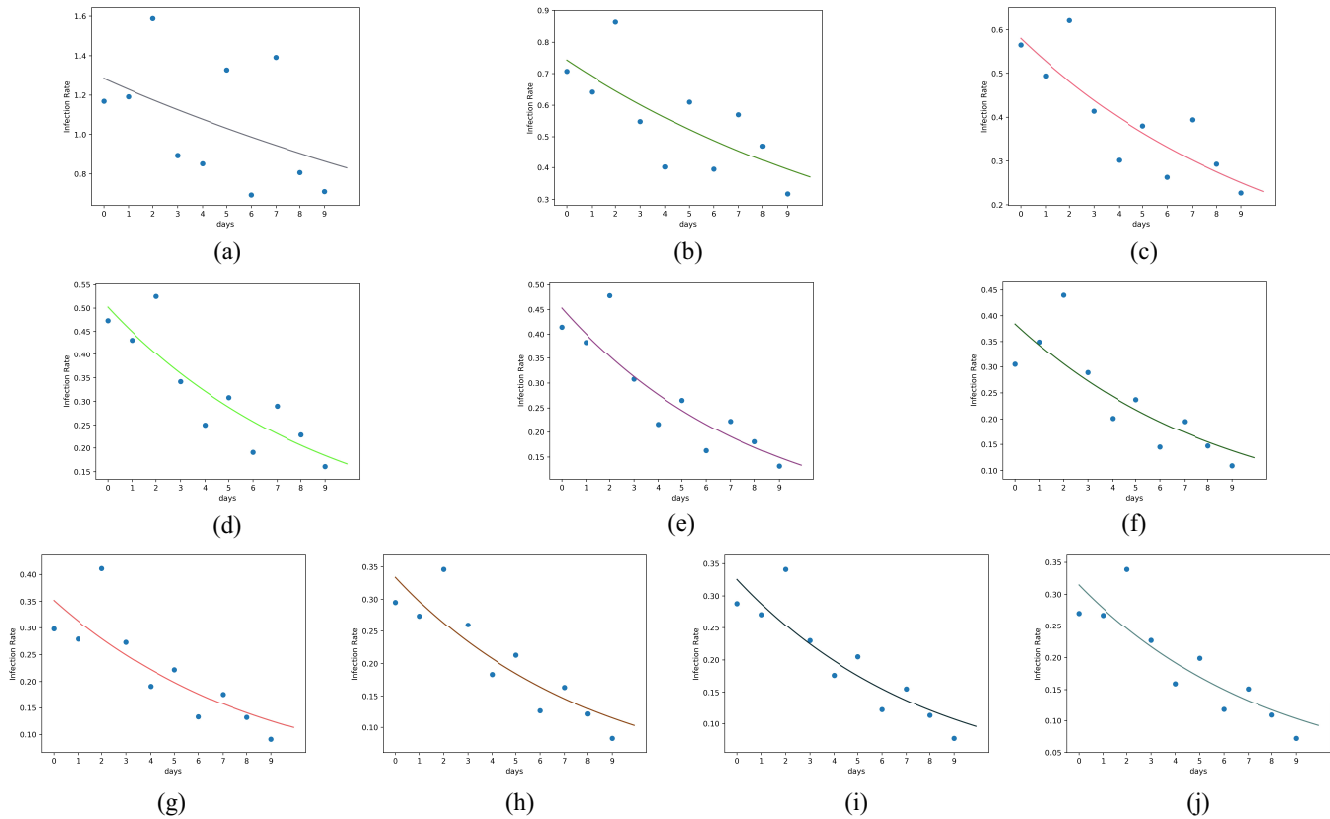 Infection Rate
1.6
1.4
1.2
1.0
0.8
0 1 2 3 4 5 6 7 8 9
days
(a)
Infection Rate
0.9
0.8
0.7
0.6
0.5
0.4
0.3
0 1 2 3 4 5 6 7 8 9
days
(b)
Infection Rate
0.6
0.5
0.4
0.3
0.2
0 1 2 3 4 5 6 7 8 9
days
(c)
Infection Rate
0.55
0.50
0.45
0.40
0.35
0.30
0.25
0.20
0.15
0 1 2 3 4 5 6 7 8 9
days
(d)
Infection Rate
0.50
0.45
0.40
0.35
0.30
0.25
0.20
0.15
0 1 2 3 4 5 6 7 8 9
days
(e)
Infection Rate
0.45
0.40
0.35
0.30
0.25
0.20
0.15
0.10
0 1 2 3 4 5 6 7 8 9
days
(f)
Infection Rate
0.40
0.35
0.30
0.25
0.20
0.15
0.10
0 1 2 3 4 5 6 7 8 9
days
(g)
Infection Rate
0.35
0.30
0.25
0.20
0.15
0.10
0 1 2 3 4 5 6 7 8 9
days
(h)
Infection Rate
0.35
0.30
0.25
0.20
0.15
0.10
0 1 2 3 4 5 6 7 8 9
days
(i)
Infection Rate
0.35
0.30
0.25
0.20
0.15
0.10
0.05
0 1 2 3 4 5 6 7 8 9
days
(j)